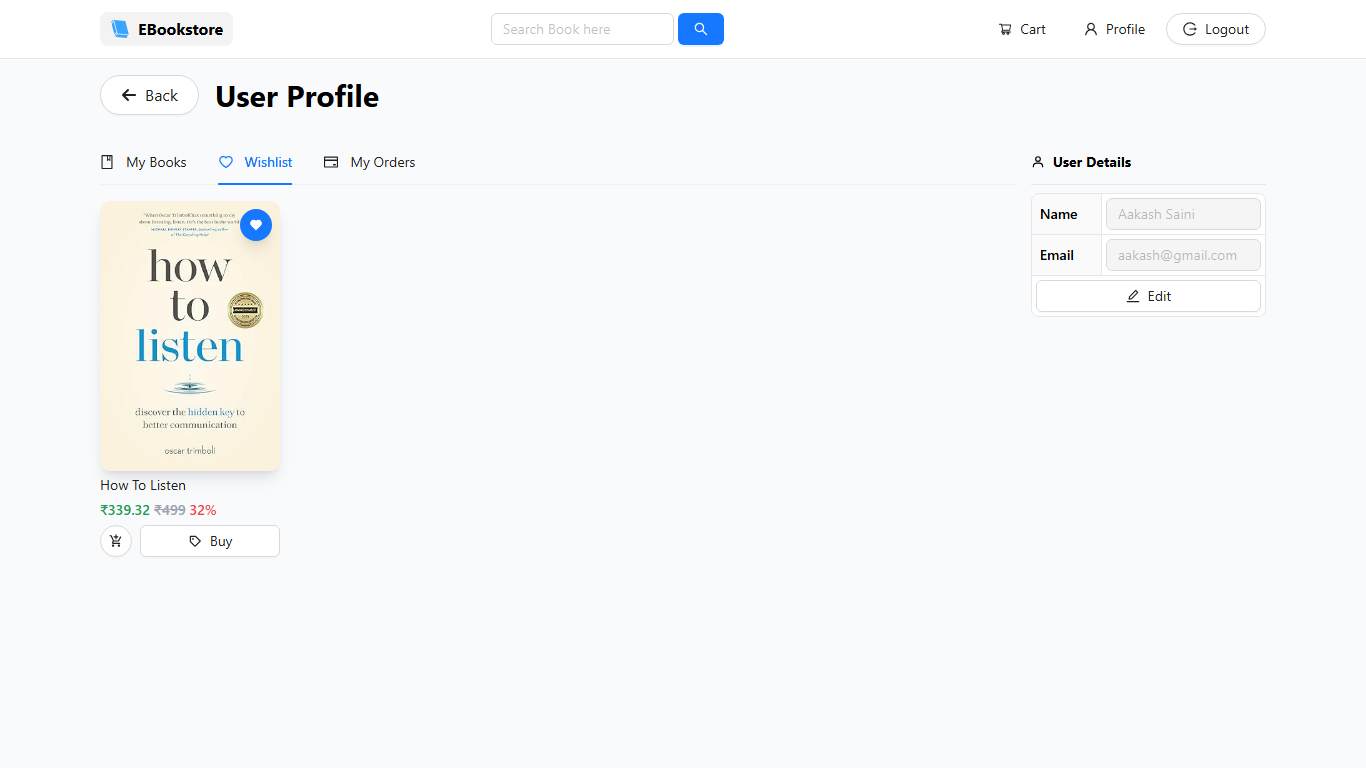 EBookstore
Search Book here
Cart
Profile
Logout
Back
User Profile
My Books
Wishlist
My Orders
User Details
Name
Aakash Saini
Email
aakash@gmail.com
Edit
how
to
listen
discover the hidden key to
better communication
oscar trimboli
How To Listen
₹339.32 ₹499 32%
Buy